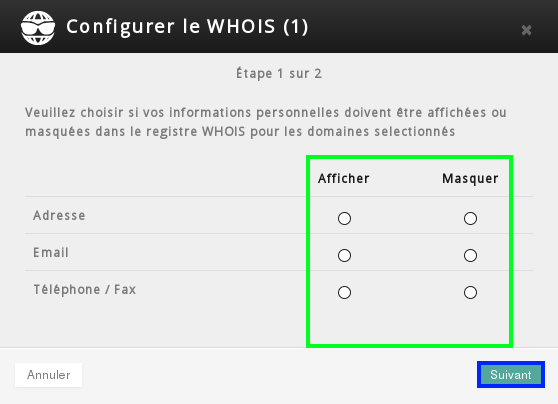 Configurer le WHOIS (1)
Étape 1 sur 2
Veuillez choisir si vos informations personnelles doivent être affichées ou
masquées dans le registre WHOIS pour les domaines selectionnés
Afficher Masquer
Adresse
Email
Téléphone / Fax
Annuler Suivant